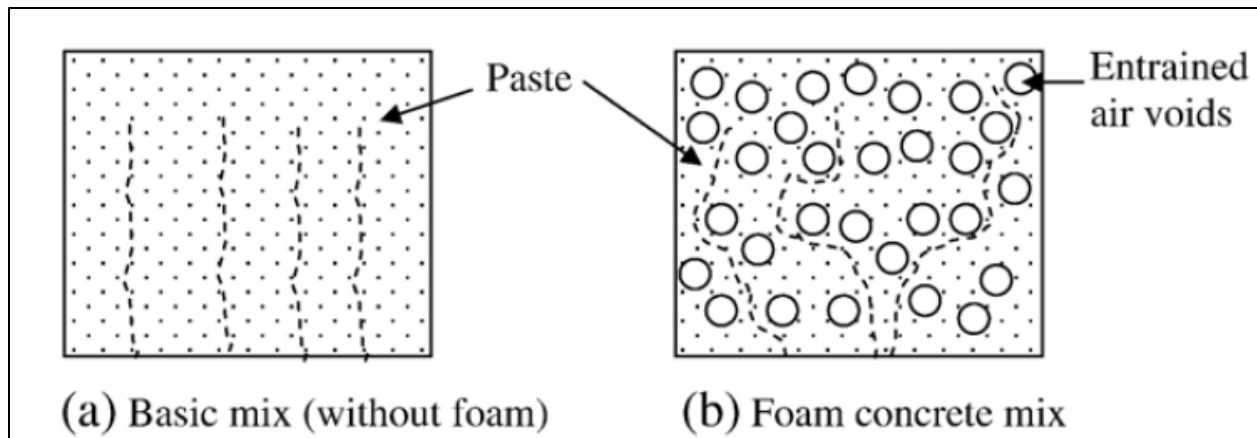 Paste
Entrained
air voids
(a) Basic mix (without foam)
(b) Foam concrete mix